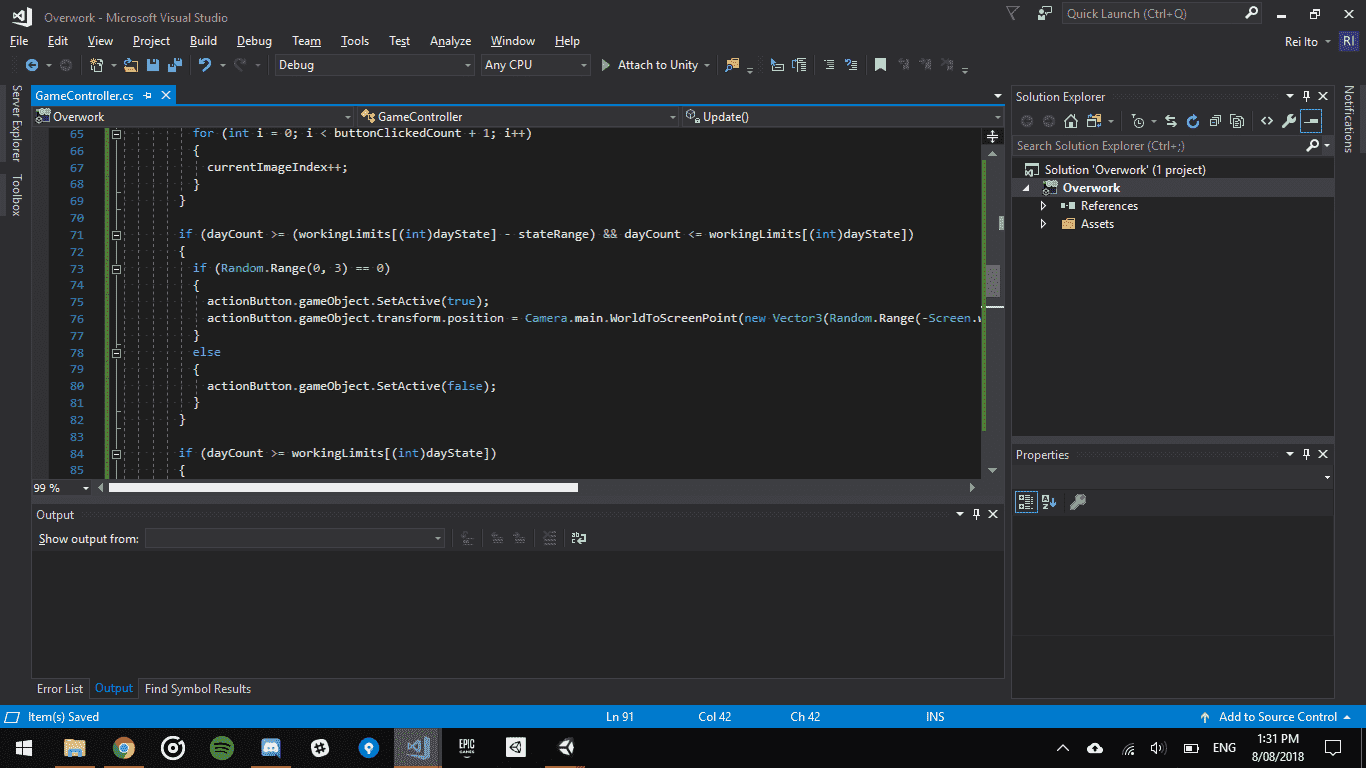 Overwork - Microsoft Visual Studio
Quick Launch (Ctrl+Q)
File Edit View Project Build Debug Team Tools Test Analyze Window Help
Rei Ito RI
Debug Any CPU Attach to Unity
Server Explorer
Toolbox
GameController.cs
Overwork GameController Update()
65 for (int i = 0; i < buttonClickedCount + 1; i++)
66 {
67 currentImageIndex++;
68 }
69 }
70
71 if (dayCount >= (workingLimits[(int)dayState] - stateRange) && dayCount <= workingLimits[(int)dayState])
72 {
73 if (Random.Range(0, 3) == 0)
74 {
75 actionButton.gameObject.SetActive(true);
76 actionButton.gameObject.transform.position = Camera.main.WorldToScreenPoint(new Vector3(Random.Range(-Screen.w
77 }
78 else
79 {
80 actionButton.gameObject.SetActive(false);
81 }
82 }
83
84 if (dayCount >= workingLimits[(int)dayState])
85 {
99 %
Output
Show output from:
Error List Output Find Symbol Results
Solution Explorer
Search Solution Explorer (Ctrl+;)
Solution 'Overwork' (1 project)
Overwork
References
Assets
Properties
Notifications
Item(s) Saved Ln 91 Col 42 Ch 42 INS Add to Source Control
EPIC GAMES
ENG
1:31 PM
8/08/2018